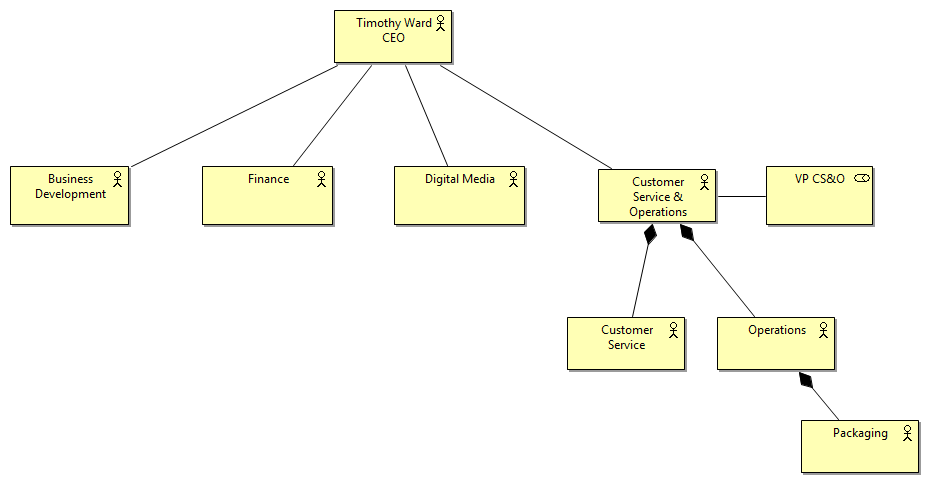 Timothy Ward
CEO
Business
Development
Finance
Digital Media
Customer
Service &
Operations
VP CS&O
Customer
Service
Operations
Packaging